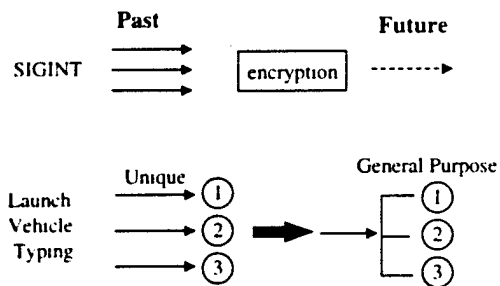 Past
Future
SIGINT
encryption
Unique
General Purpose
Launch
Vehicle
Typing
1
2
3
1
2
3